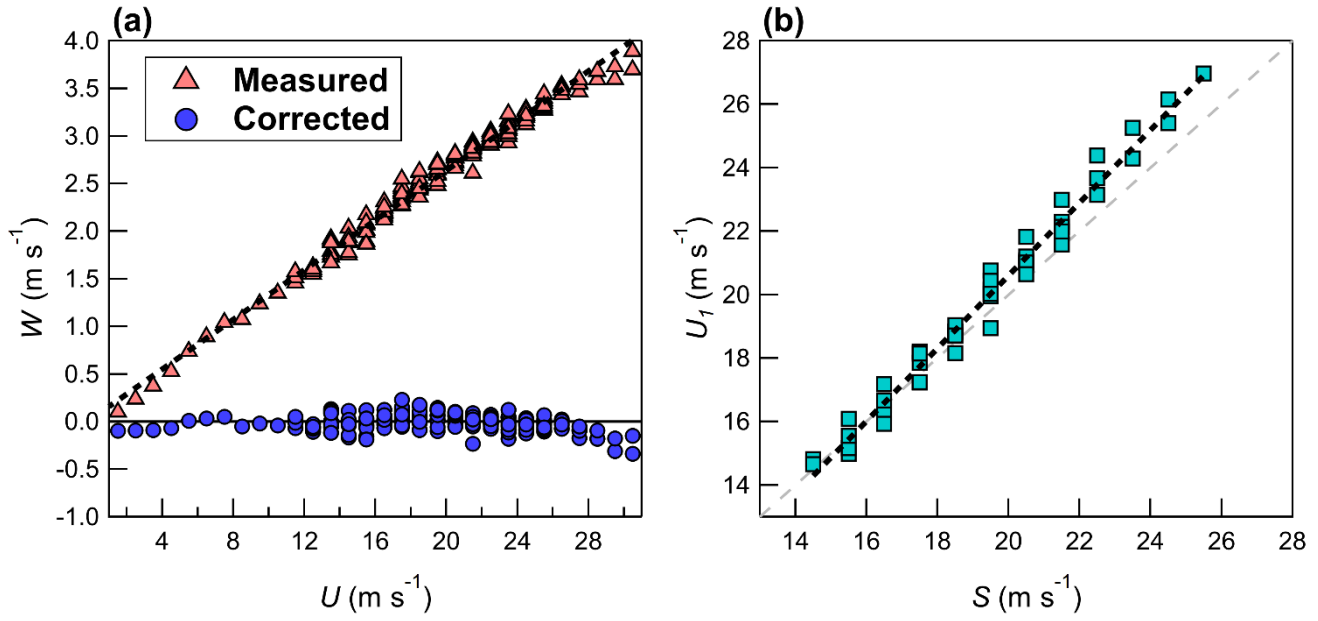 (a)
4.0
3.5
3.0
2.5
2.0
1.5
1.0
0.5
0.0
-0.5
-1.0
W (m s⁻¹)
Measured
Corrected
4 8 12 16 20 24 28
U (m s⁻¹)
(b)
28
26
24
22
20
18
16
14
U₁ (m s⁻¹)
14 16 18 20 22 24 26 28
S (m s⁻¹)